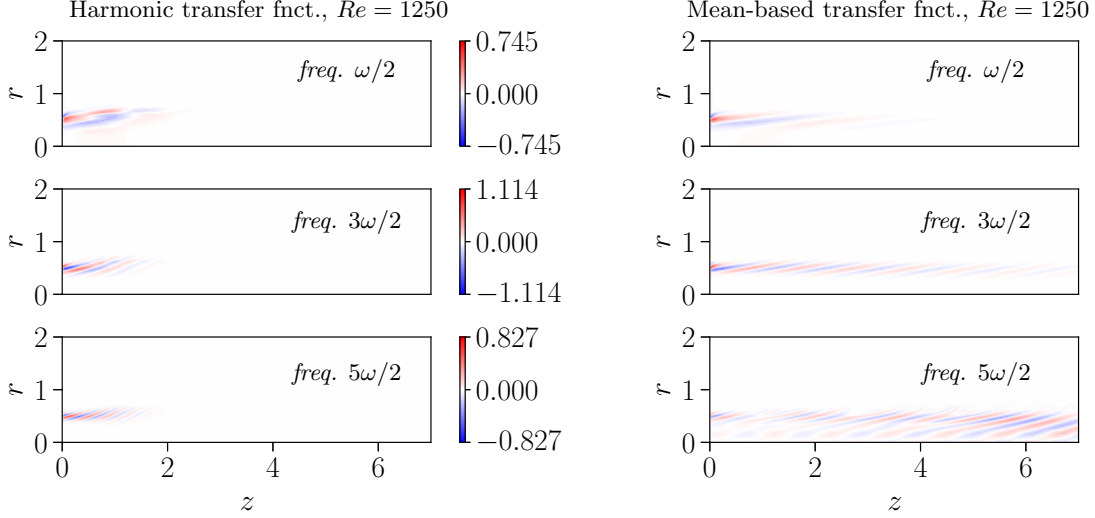 Harmonic transfer fnct., Re = 1250
Mean-based transfer fnct., Re = 1250
2
1
0
r
freq. ω/2
0.745
0.000
−0.745
2
1
0
r
freq. ω/2
2
1
0
r
freq. 3ω/2
1.114
0.000
−1.114
2
1
0
r
freq. 3ω/2
2
1
0
r
freq. 5ω/2
0.827
0.000
−0.827
2
1
0
r
freq. 5ω/2
0 2 4 6
z
0 2 4 6
z